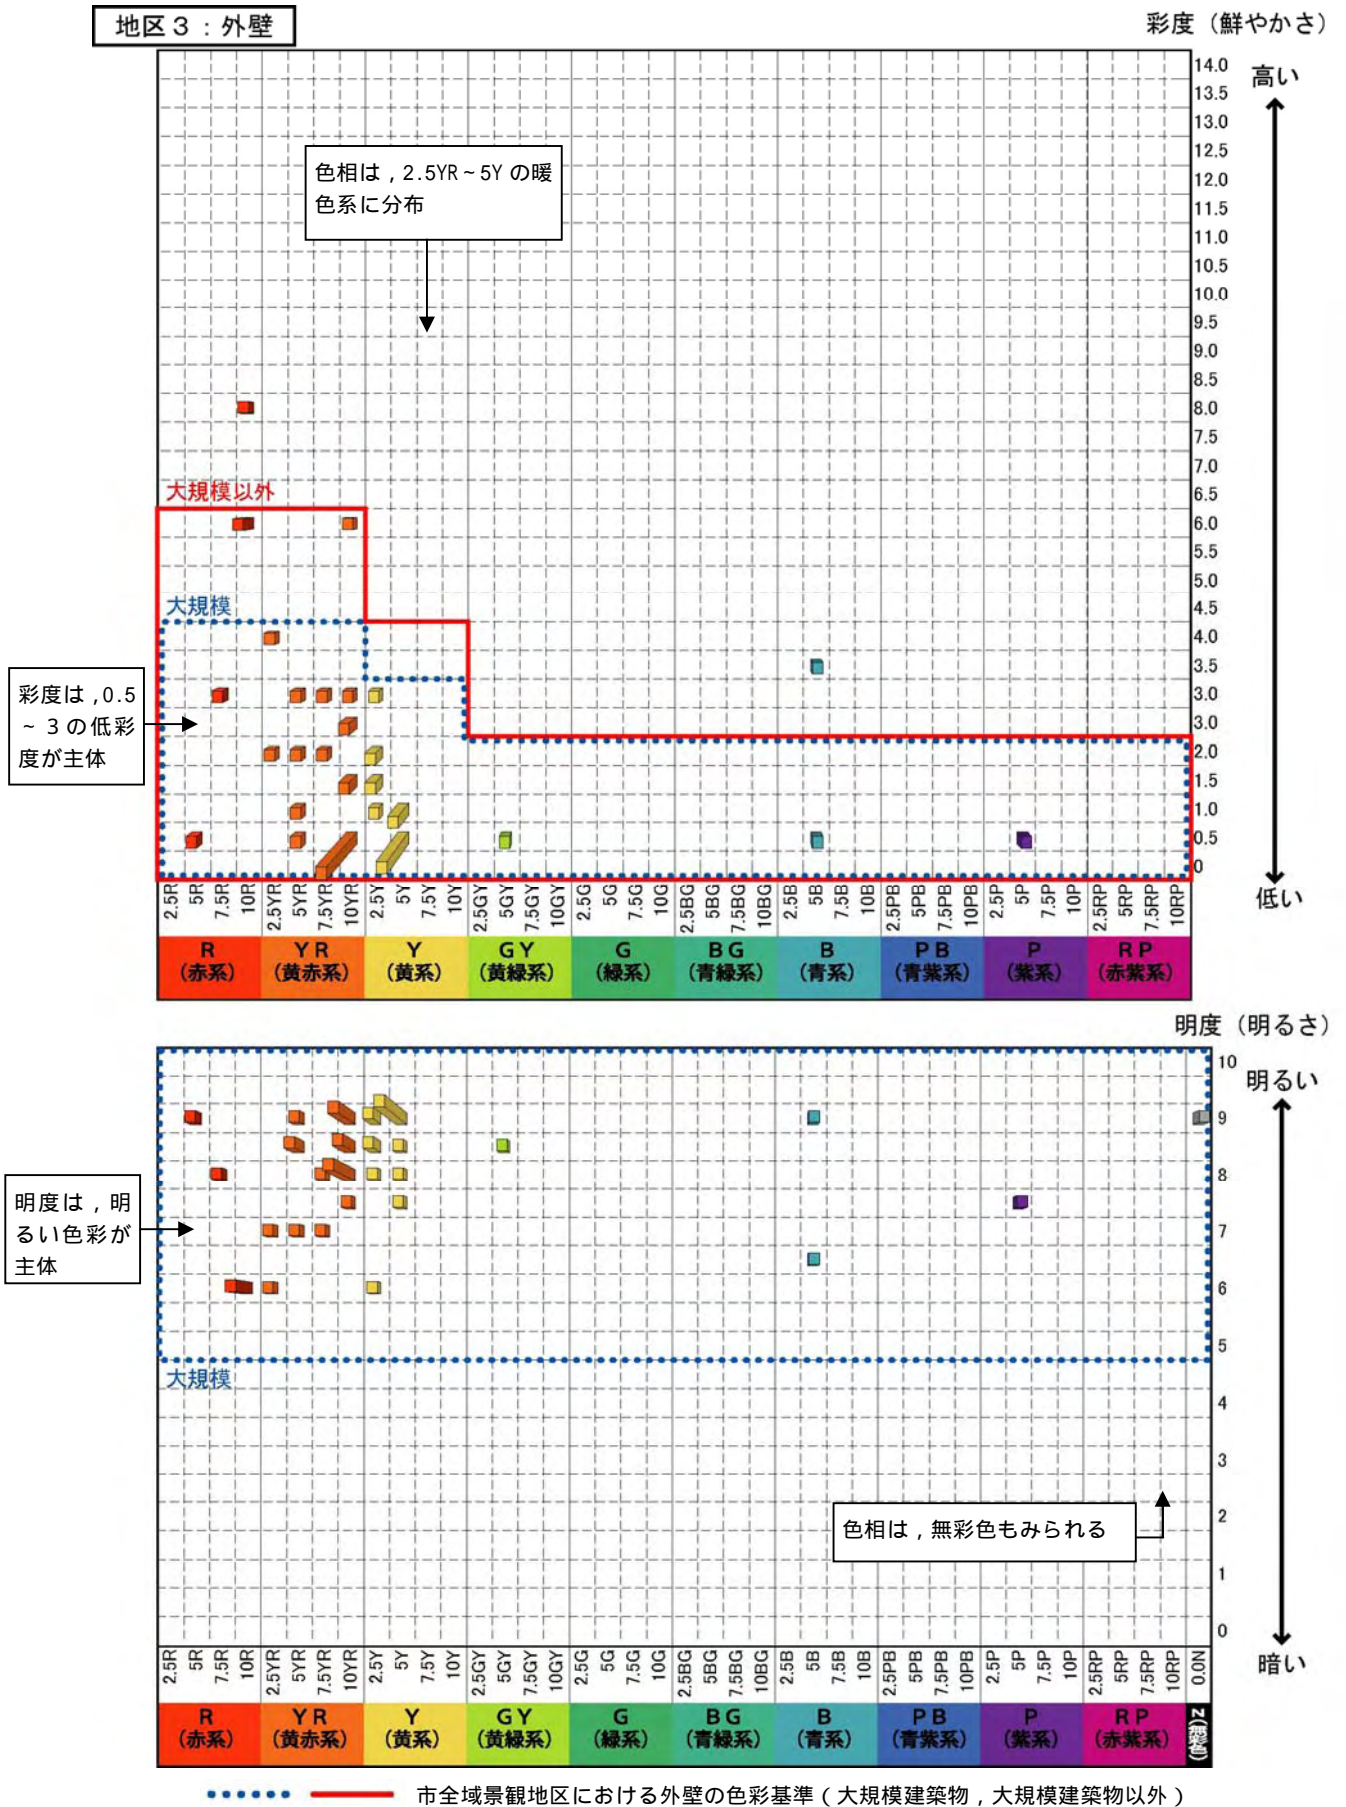 地区３：外壁
彩度（鮮やかさ）
高い
14.0
13.5
13.0
12.5
12.0
11.5
11.0
10.5
10.0
9.5
9.0
8.5
8.0
7.5
7.0
6.5
6.0
5.5
5.0
4.5
4.0
3.5
3.0
3.0
2.0
1.5
1.0
0.5
0
低い
色相は，2.5YR～5Yの暖
色系に分布
大規模以外
大規模
彩度は，0.5
～３の低彩
度が主体
2.5R 5R 7.5R 10R 2.5YR 5YR 7.5YR 10YR 2.5Y 5Y 7.5Y 10Y 2.5GY 5GY 7.5GY 10GY 2.5G 5G 7.5G 10G 2.5BG 5BG 7.5BG 10BG 2.5B 5B 7.5B 10B 2.5PB 5PB 7.5PB 10PB 2.5P 5P 7.5P 10P 2.5RP 5RP 7.5RP 10RP
R YR Y GY G BG B PB P RP
（赤系） （黄赤系） （黄系） （黄緑系） （緑系） （青緑系） （青系） （青紫系） （紫系） （赤紫系）
明度（明るさ）
明るい
10
9
8
7
6
5
4
3
2
1
0
暗い
明度は，明
るい色彩が
主体
大規模
色相は，無彩色もみられる
2.5R 5R 7.5R 10R 2.5YR 5YR 7.5YR 10YR 2.5Y 5Y 7.5Y 10Y 2.5GY 5GY 7.5GY 10GY 2.5G 5G 7.5G 10G 2.5BG 5BG 7.5BG 10BG 2.5B 5B 7.5B 10B 2.5PB 5PB 7.5PB 10PB 2.5P 5P 7.5P 10P 2.5RP 5RP 7.5RP 10RP 0.0N
R YR Y GY G BG B PB P RP N（無彩色）
（赤系） （黄赤系） （黄系） （黄緑系） （緑系） （青緑系） （青系） （青紫系） （紫系） （赤紫系）
市全域景観地区における外壁の色彩基準（大規模建築物，大規模建築物以外）